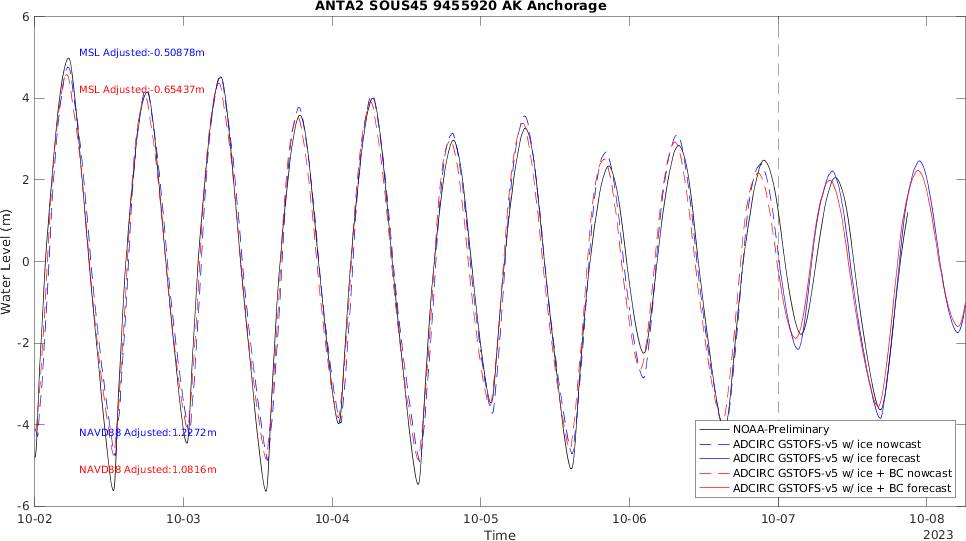 ANTA2 SOUS45 9455920 AK Anchorage
6
MSL Adjusted:-0.50878m
MSL Adjusted:-0.65437m
4
2
0
-2
-4
-6
Water Level (m)
NAVD88 Adjusted:1.2272m
NAVD88 Adjusted:1.0816m
NOAA-Preliminary
ADCIRC GSTOFS-v5 w/ ice nowcast
ADCIRC GSTOFS-v5 w/ ice forecast
ADCIRC GSTOFS-v5 w/ ice + BC nowcast
ADCIRC GSTOFS-v5 w/ ice + BC forecast
10-02 10-03 10-04 10-05 10-06 10-07 10-08
Time
2023